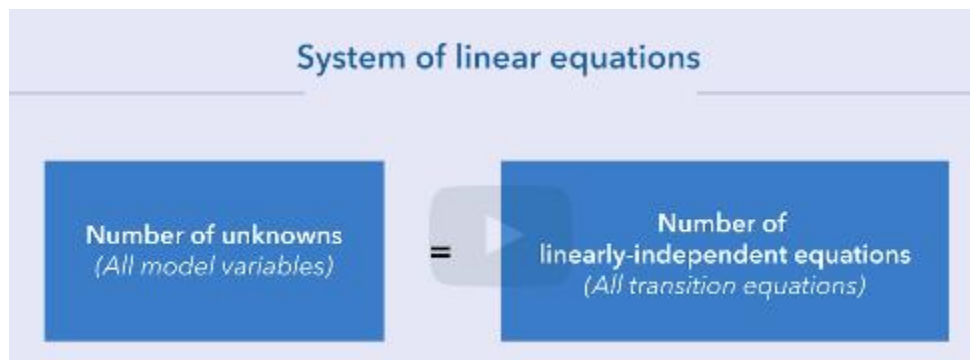 System of linear equations
Number of unknowns
(All model variables)
=
Number of
linearly-independent equations
(All transition equations)